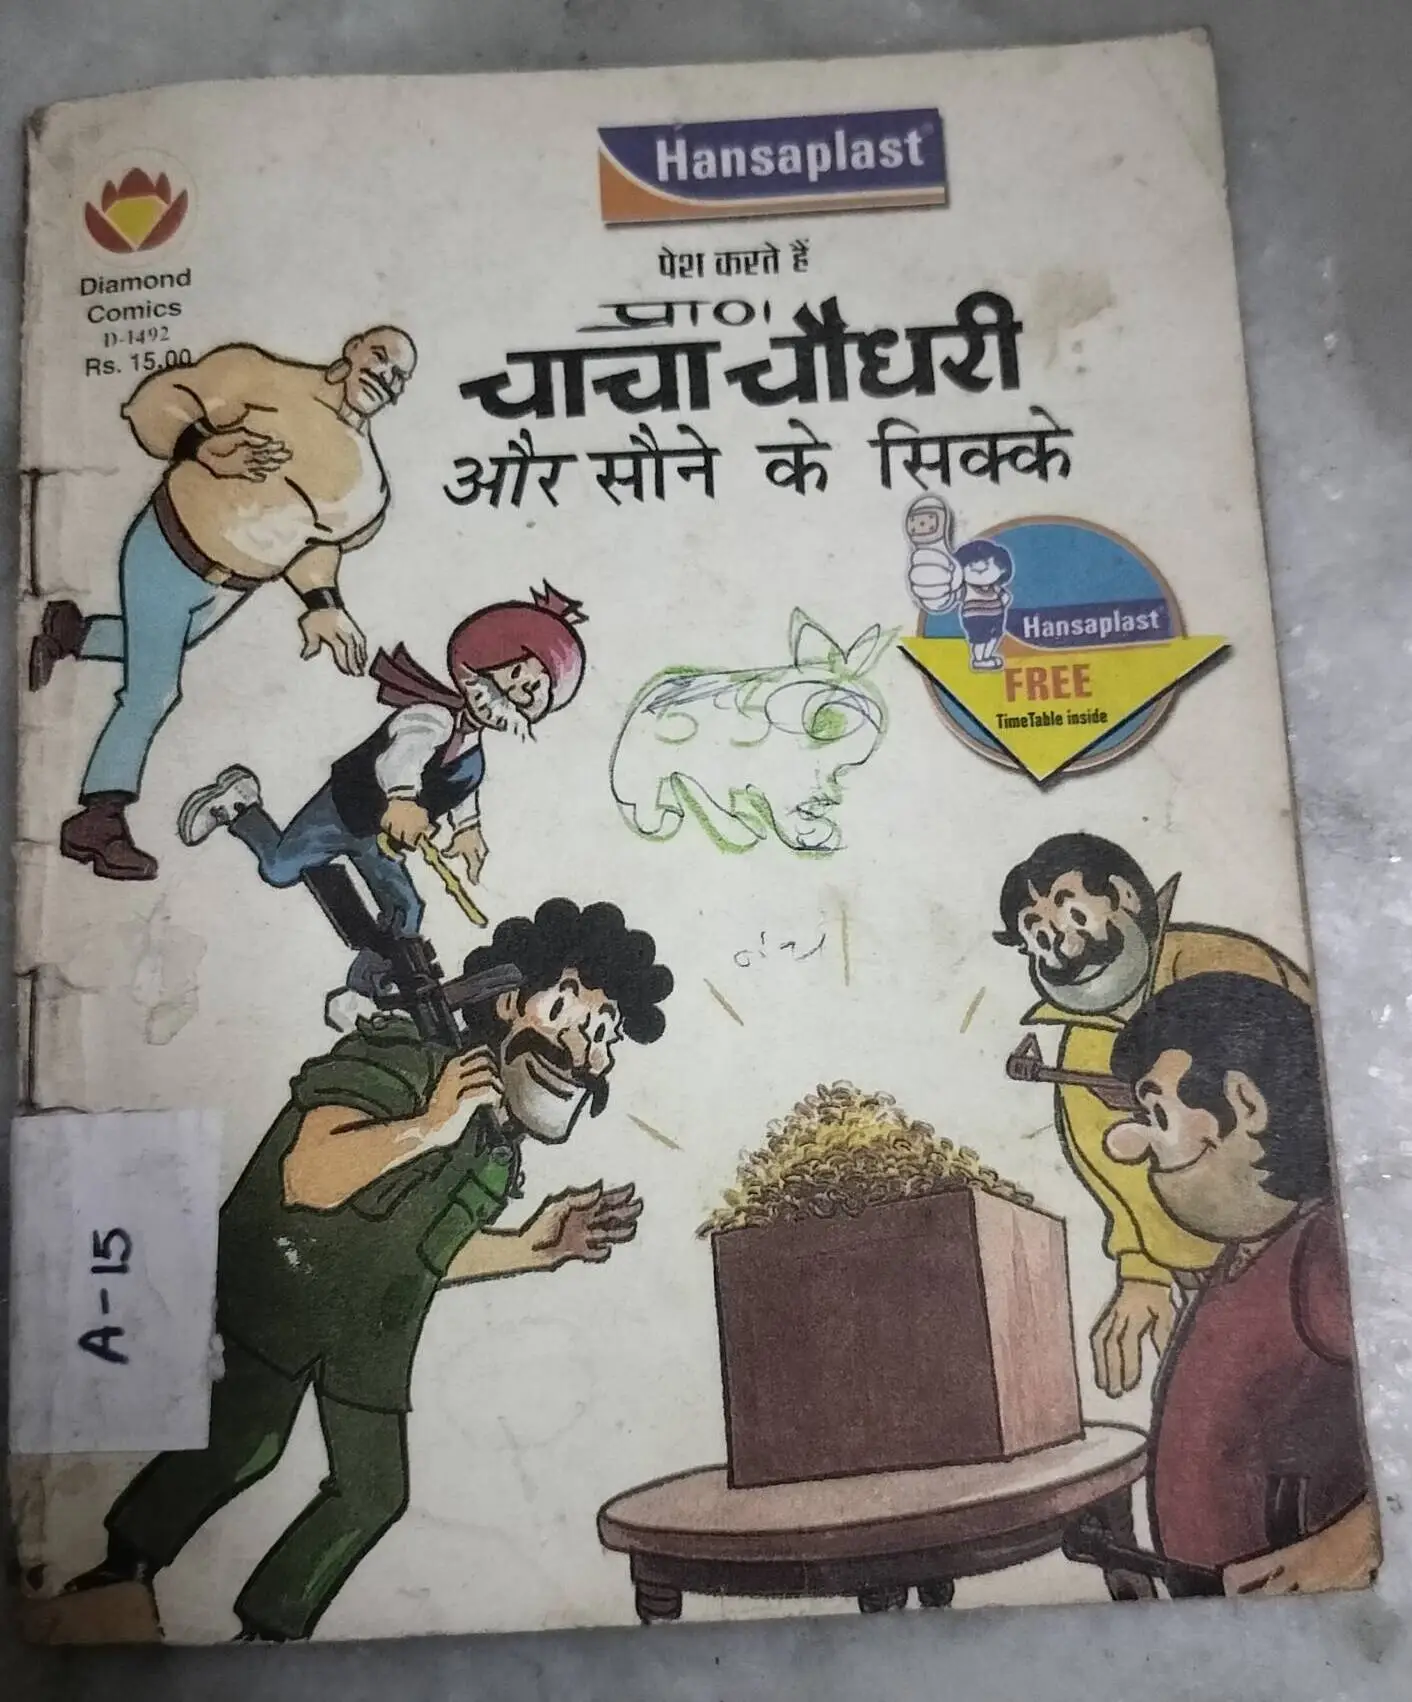 Hansaplast
पेश करते हैं
Diamond
Comics
D-1492
Rs. 15.00
प्राण
चाचा चौधरी
और सौने के सिक्के
Hansaplast
FREE
TimeTable inside
A-15